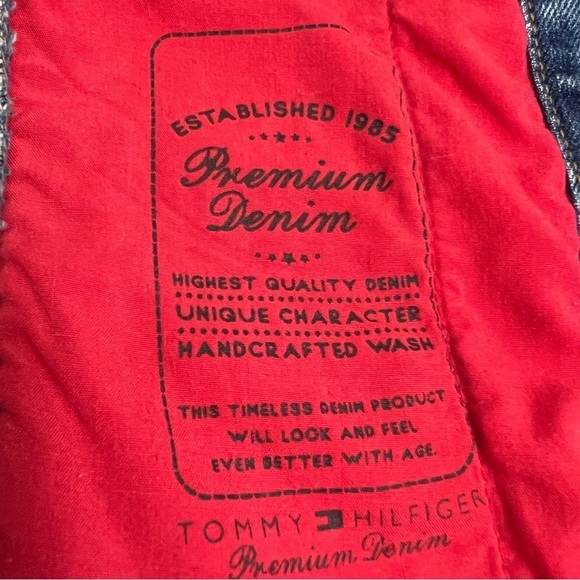 ESTABLISHED 1985
Premium
Denim
HIGHEST QUALITY DENIM
UNIQUE CHARACTER
HANDCRAFTED WASH
THIS TIMELESS DENIM PRODUCT
WILL LOOK AND FEEL
EVEN BETTER WITH AGE.
TOMMY HILFIGER
Premium Denim